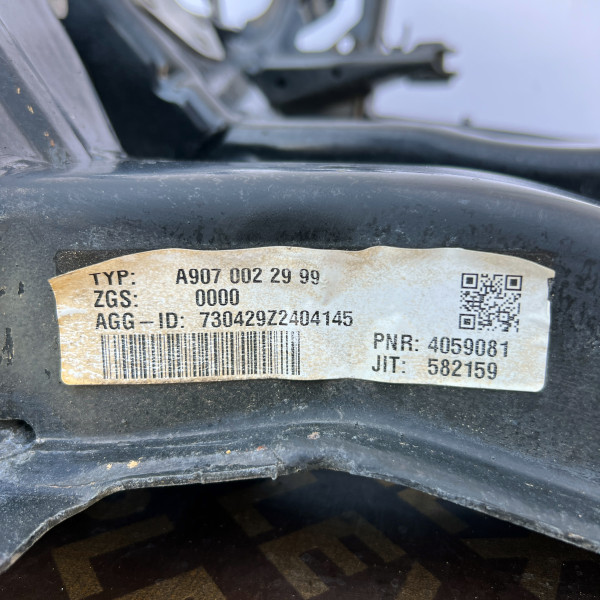 TYP: A907 002 29 99
ZGS: 0000
AGG-ID: 730429Z2404145
PNR: 4059081
JIT: 582159